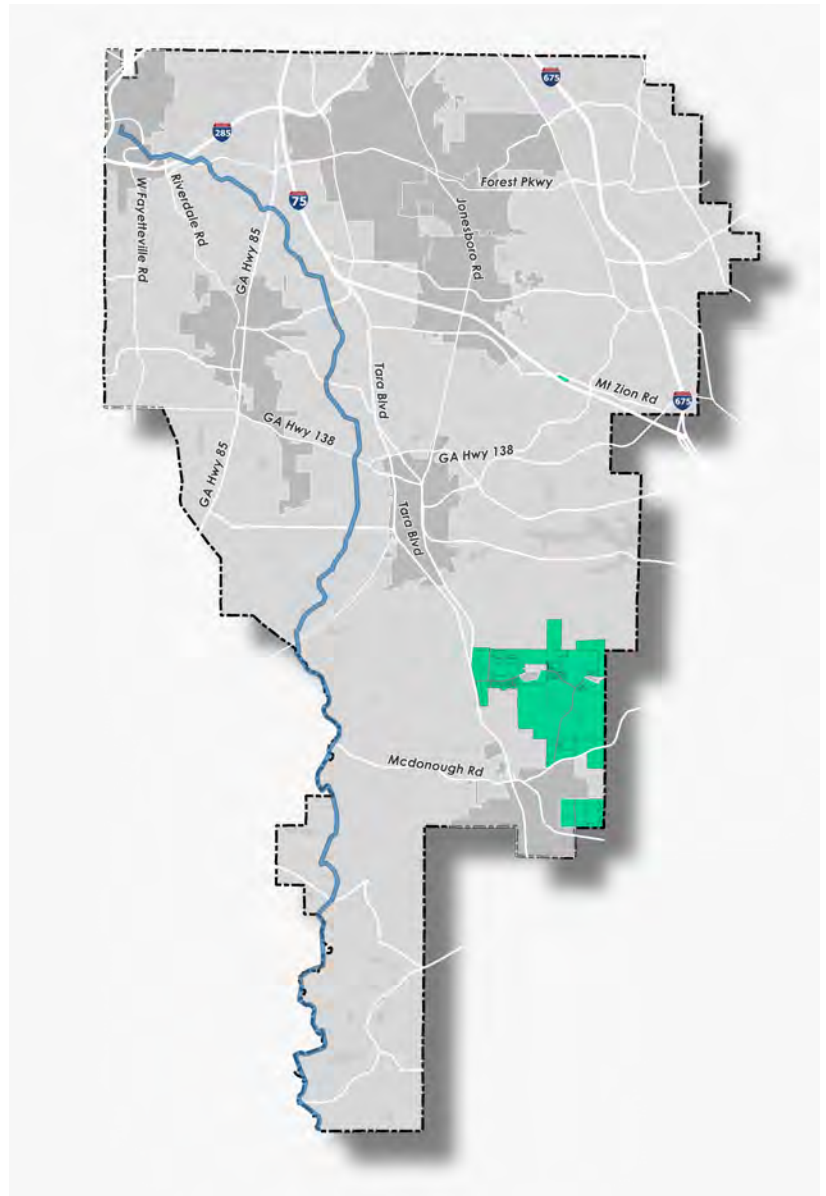 675
285
Forest Pkwy
W Fayetteville Rd
Riverdale Rd
75
Jonesboro Rd
GA Hwy 85
Tara Blvd
Mt Zion Rd
675
GA Hwy 138
GA Hwy 138
GA Hwy 85
Tara Blvd
Mcdonough Rd